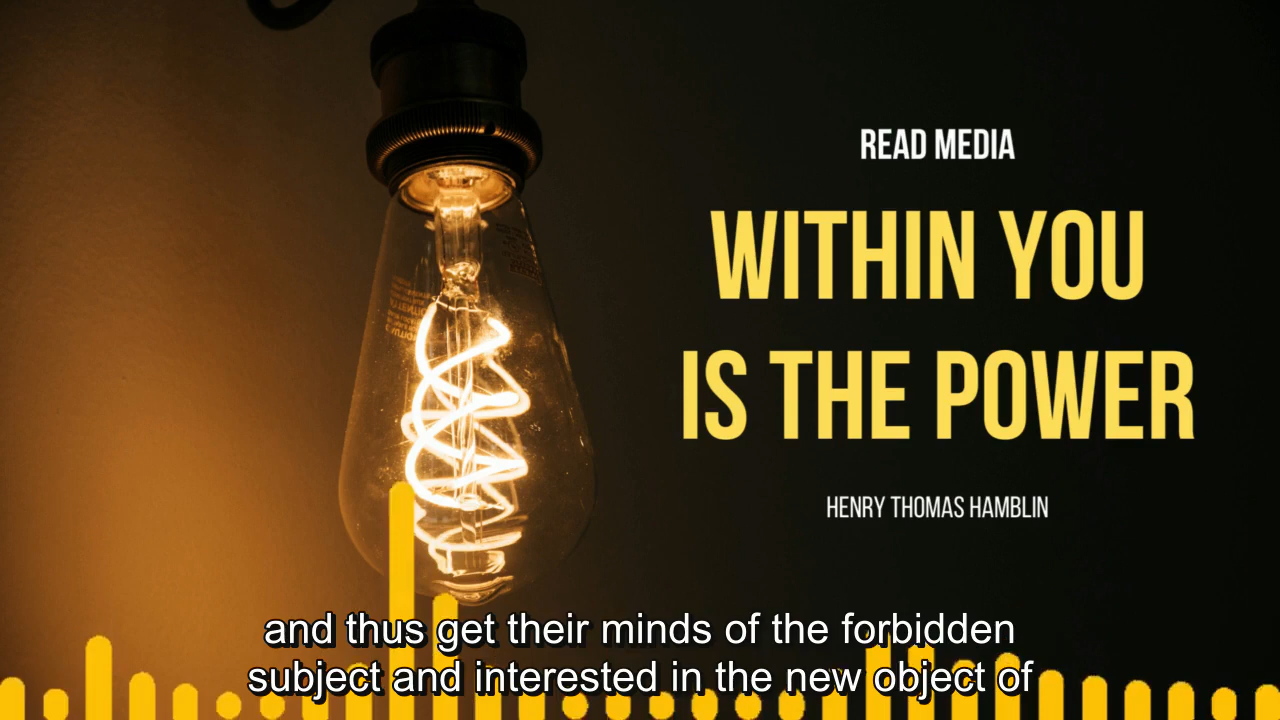 READ MEDIA
WITHIN YOU
IS THE POWER
HENRY THOMAS HAMBLIN
and thus get their minds of the forbidden
subject and interested in the new object of